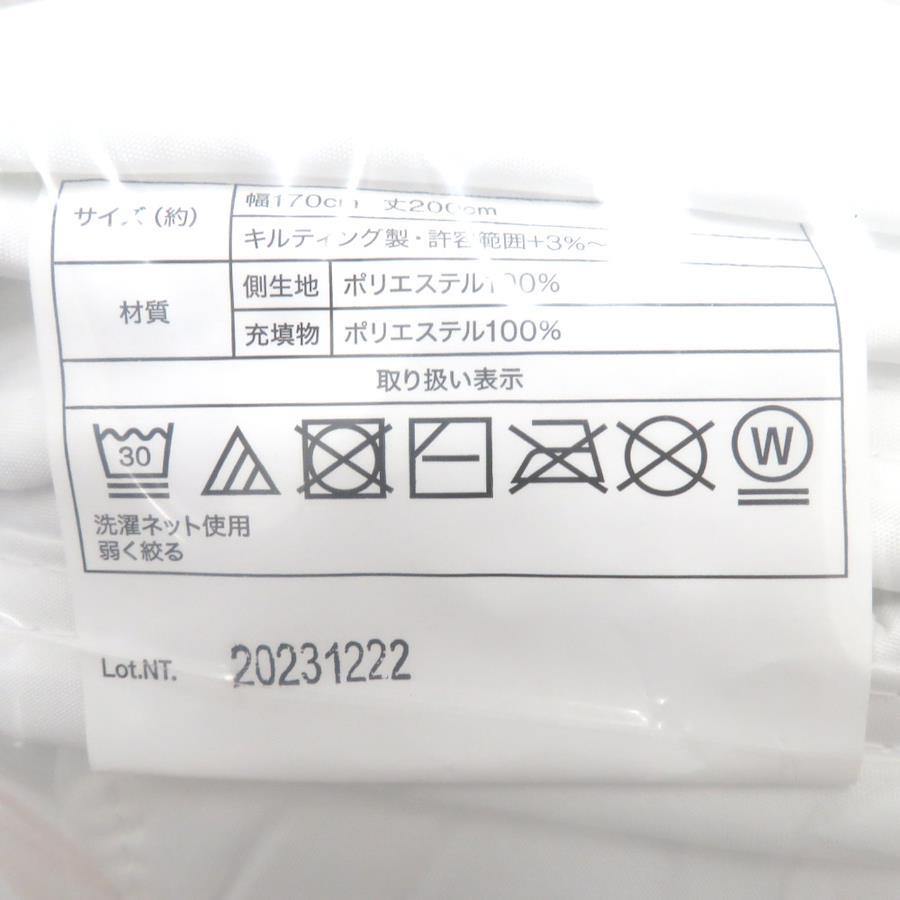 サイズ(約)
幅170cm 丈200cm
キルティング製・許容範囲+3%~
材質
側生地
ポリエステル100%
充填物
ポリエステル100%
取り扱い表示
30
W
洗濯ネット使用
弱く絞る
Lot.NT. 20231222